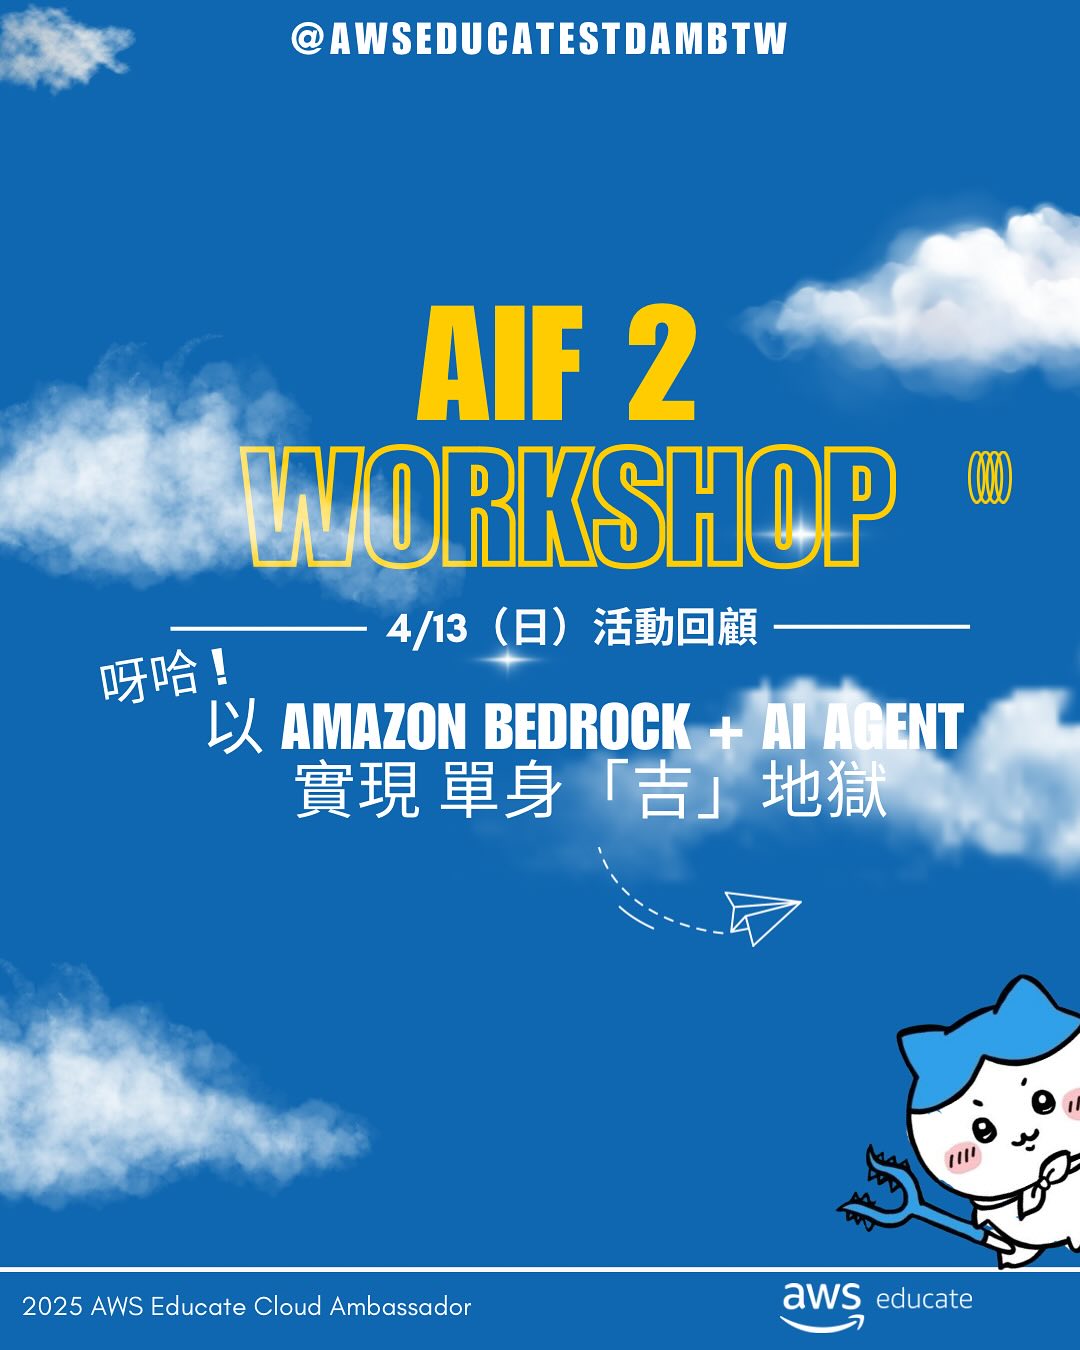 @AWSEDUCATESTDAMBTW
AIF 2
WORKSHOP
4/13（日）活動回顧
呀哈！
以 AMAZON BEDROCK + AI AGENT
實現 單身「吉」地獄
2025 AWS Educate Cloud Ambassador
aws educate